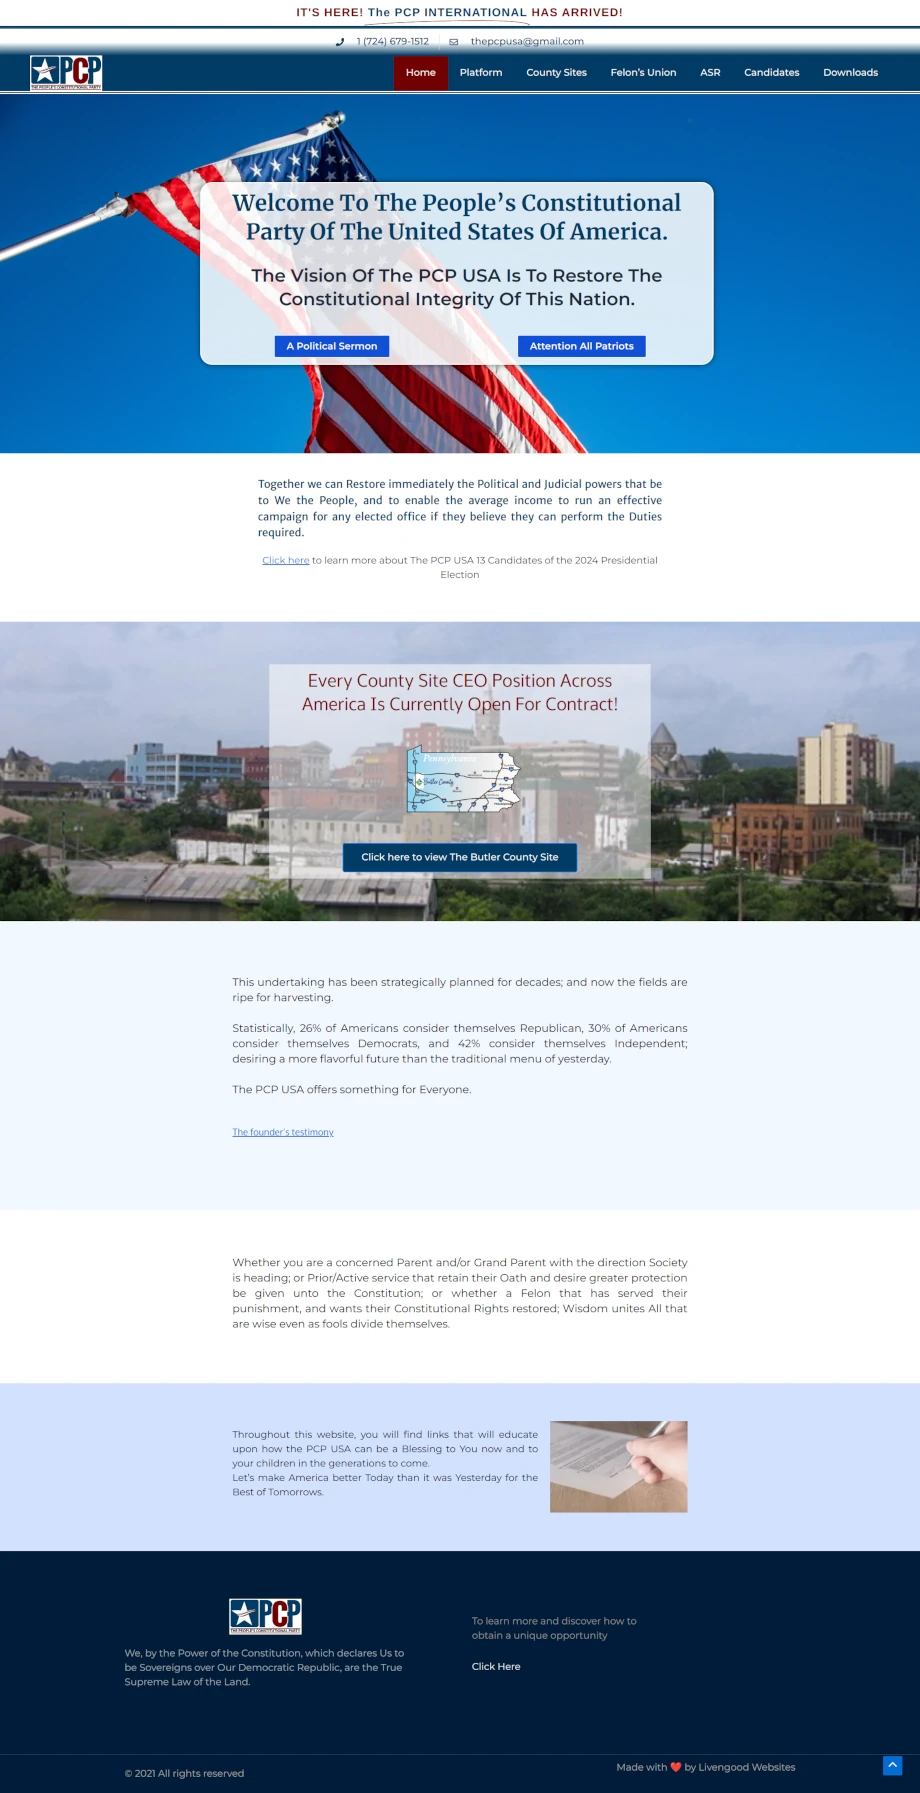 IT'S HERE! The PCP INTERNATIONAL HAS ARRIVED!
1 (724) 679-1512
thepcpusa@gmail.com
PCP
THE PEOPLE'S CONSTITUTIONAL PARTY
Home Platform County Sites Felon's Union ASR Candidates Downloads
Welcome To The People's Constitutional
Party Of The United States Of America.
The Vision Of The PCP USA Is To Restore The
Constitutional Integrity Of This Nation.
A Political Sermon
Attention All Patriots
Together we can Restore immediately the Political and Judicial powers that be
to We the People, and to enable the average income to run an effective
campaign for any elected office if they believe they can perform the Duties
required.
Click here to learn more about The PCP USA 13 Candidates of the 2024 Presidential
Election
Every County Site CEO Position Across
America Is Currently Open For Contract!
Pennsylvania
Butler County
Click here to view The Butler County Site
This undertaking has been strategically planned for decades; and now the fields are
ripe for harvesting.
Statistically, 26% of Americans consider themselves Republican, 30% of Americans
consider themselves Democrats, and 42% consider themselves Independent;
desiring a more flavorful future than the traditional menu of yesterday.
The PCP USA offers something for Everyone.
The founder's testimony
Whether you are a concerned Parent and/or Grand Parent with the direction Society
is heading; or Prior/Active service that retain their Oath and desire greater protection
be given unto the Constitution; or whether a Felon that has served their
punishment, and wants their Constitutional Rights restored; Wisdom unites All that
are wise even as fools divide themselves.
Throughout this website, you will find links that will educate
upon how the PCP USA can be a Blessing to You now and to
your children in the generations to come.
Let's make America better Today than it was Yesterday for the
Best of Tomorrows.
PCP
THE PEOPLE'S CONSTITUTIONAL PARTY
We, by the Power of the Constitution, which declares Us to
be Sovereigns over Our Democratic Republic, are the True
Supreme Law of the Land.
To learn more and discover how to
obtain a unique opportunity
Click Here
© 2021 All rights reserved
Made with ❤️ by Livengood Websites